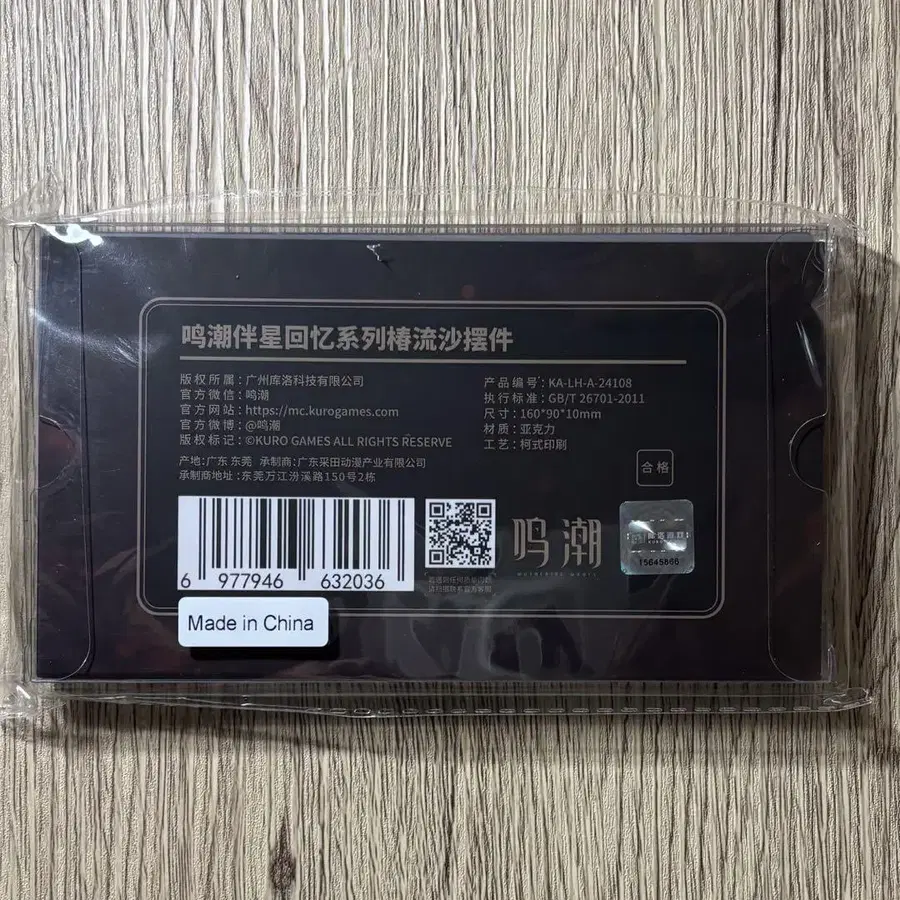 鸣潮伴星回忆系列椿流沙摆件
版权所属：广州库洛科技有限公司
官方微信：鸣潮
官方网站：https://mc.kurogames.com
官方微博：@鸣潮
版权标记：©KURO GAMES ALL RIGHTS RESERVE
产地：广东 东莞 承制商：广东采田动漫产业有限公司
承制商地址：东莞万江汾溪路150号2栋
产品编号：KA-LH-A-24108
执行标准：GB/T 26701-2011
尺寸：160*90*10mm
材质：亚克力
工艺：柯式印刷
合格
6 977946 632036
鸣潮
WUTHERING WAVES
库洛游戏
KURO
15645866
Made in China